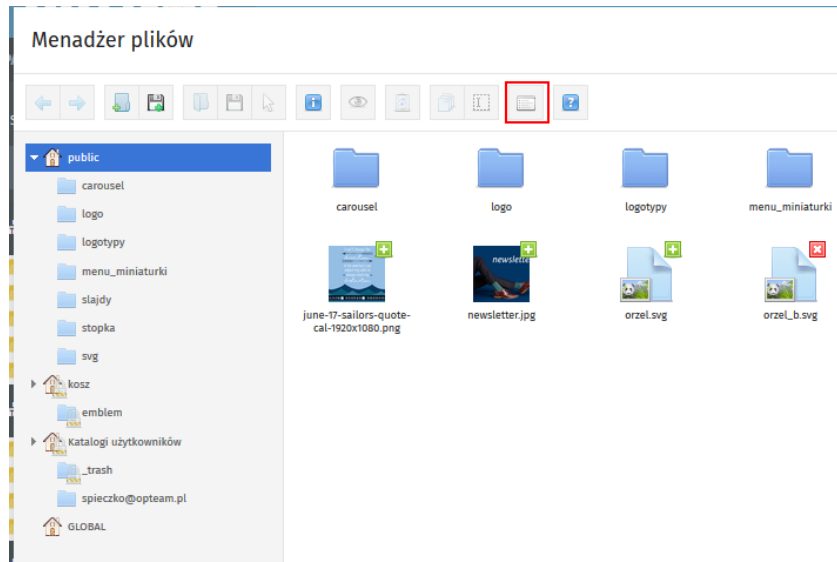 Menadżer plików
public
carousel
logo
logotypy
menu_miniaturki
slajdy
stopka
svg
kosz
emblem
Katalogi użytkowników
_trash
spieczko@opteam.pl
GLOBAL
carousel
logo
logotypy
menu_miniaturki
june-17-sailors-quote-
cal-1920x1080.png
newsletter.jpg
orzel.svg
orzel_b.svg